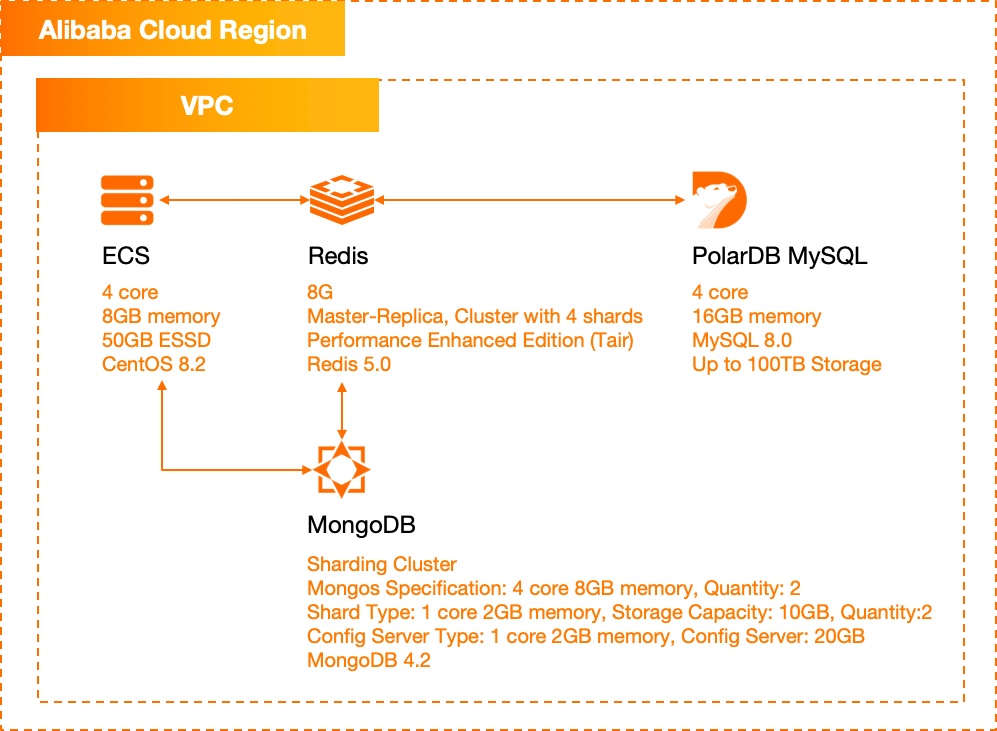 Alibaba Cloud Region
VPC
ECS
4 core
8GB memory
50GB ESSD
CentOS 8.2
Redis
8G
Master-Replica, Cluster with 4 shards
Performance Enhanced Edition (Tair)
Redis 5.0
PolarDB MySQL
4 core
16GB memory
MySQL 8.0
Up to 100TB Storage
MongoDB
Sharding Cluster
Mongos Specification: 4 core 8GB memory, Quantity: 2
Shard Type: 1 core 2GB memory, Storage Capacity: 10GB, Quantity:2
Config Server Type: 1 core 2GB memory, Config Server: 20GB
MongoDB 4.2